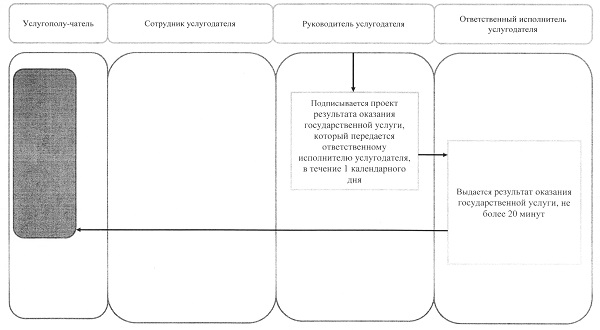 Услугополу-чатель
Сотрудник услугодателя
Руководитель услугодателя
Ответственный исполнитель
услугодателя
Подписывается проект
результата оказания
государственной услуги,
который передается
ответственному
исполнителю услугодателя,
в течение 1 календарного
дня
Выдается результат оказания
государственной услуги, не
более 20 минут